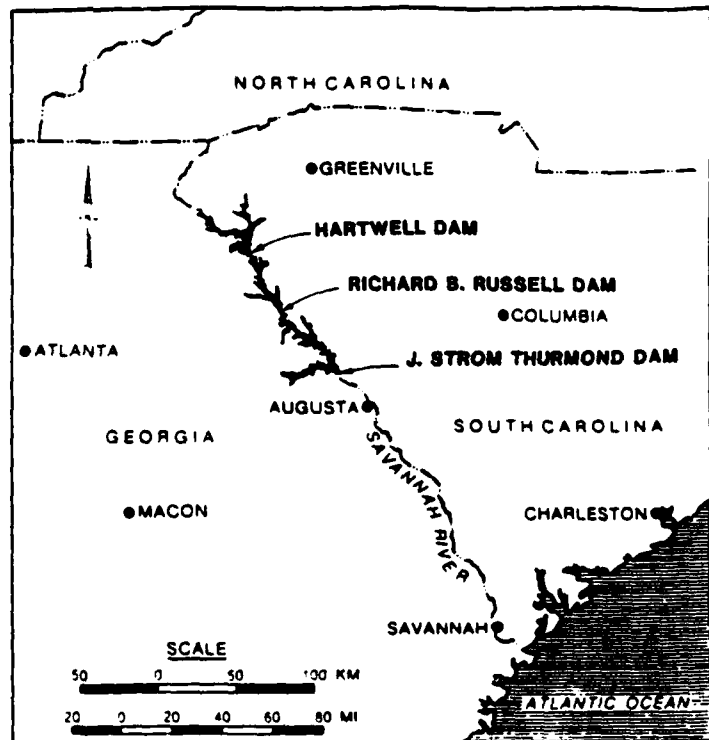 NORTH CAROLINA
GREENVILLE
HARTWELL DAM
RICHARD B. RUSSELL DAM
COLUMBIA
ATLANTA
J. STROM THURMOND DAM
AUGUSTA
SOUTH CAROLINA
GEORGIA
SAVANNAH RIVER
MACON
CHARLESTON
SAVANNAH
SCALE
50 0 50 100 KM
20 0 20 40 60 80 MI
ATLANTIC OCEAN